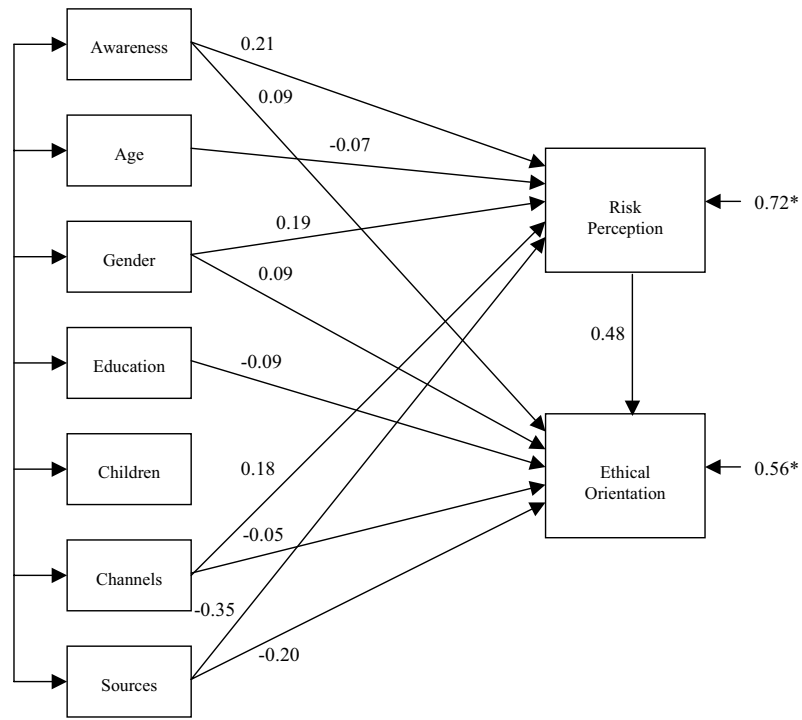 Awareness
Age
Gender
Education
Children
Channels
Sources
0.21
0.09
-0.07
0.19
0.09
-0.09
0.18
-0.05
-0.35
-0.20
Risk
Perception
0.72*
0.48
Ethical
Orientation
0.56*